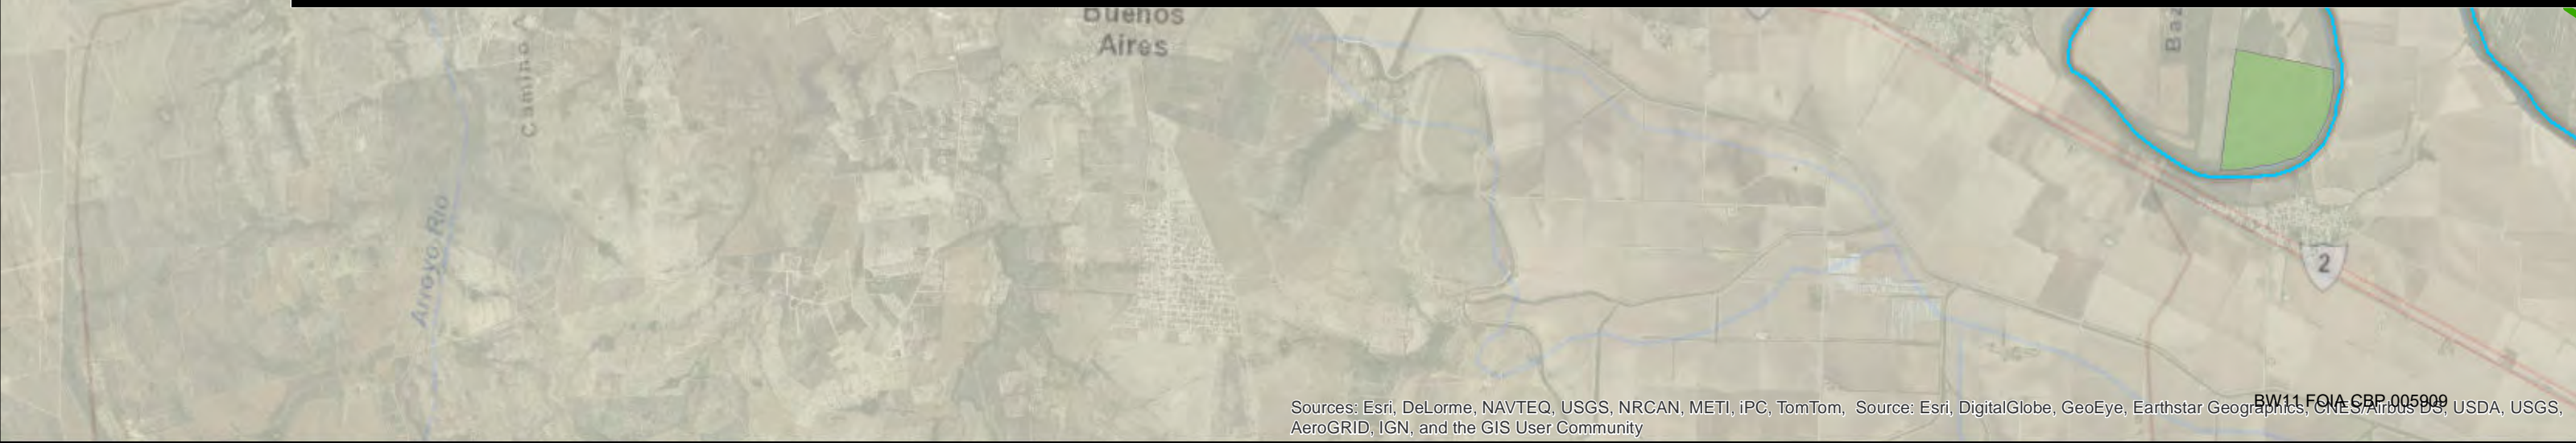 Buenos
Aires
Baz
Camino A
Arroyo Rio
2
BW11 FOIA CBP 005909
Sources: Esri, DeLorme, NAVTEQ, USGS, NRCAN, METI, iPC, TomTom, Source: Esri, DigitalGlobe, GeoEye, Earthstar Geographics, CNES/Airbus DS, USDA, USGS,
AeroGRID, IGN, and the GIS User Community